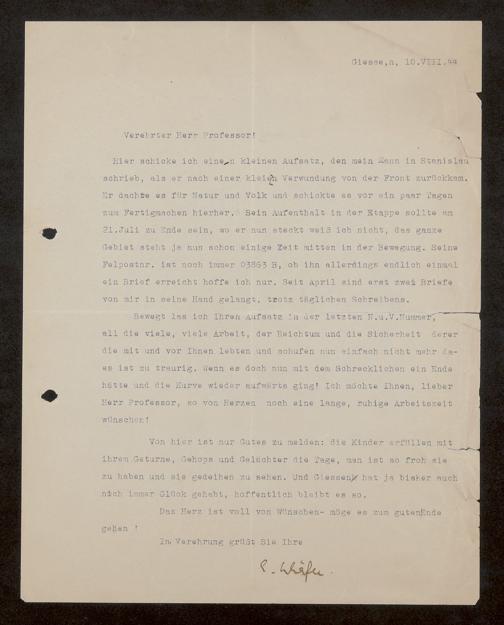 Giessen, 10.VIII.44
Verehrter Herr Professor!
Hier schicke ich einen kleinen Aufsatz, den mein Mann in Stanislau
schrieb, als er nach einer kleinen Verwundung von der Front zurückkam.
Er dachte es für Natur und Volk und schickte es vor ein paar Tagen
zum Fertigmachen hierher. Sein Aufenthalt in der Etappe sollte am
21.Juli zu Ende sein, wo er nun steckt weiß ich nicht, das ganze
Gebiet steht ja nun schon einige Zeit mitten in der Bewegung. Seine
Felpostnr. ist noch immer 03863 B, ob ihn allerdings endlich einmal
ein Brief erreicht hoffe ich nur. Seit April sind erst zwei Briefe
von mir in seine Hand gelangt, trotz täglichen Schreibens.
Bewegt las ich Ihren Aufsatz in der letzten N.u.V.Nummer,
all die viele, viele Arbeit, der Reichtum und die Sicherheit derer
die mit und vor Ihnen lebten und schufen nun einfach nicht mehr da-
es ist zu traurig. Wenn es doch nun mit dem Schrecklichen ein Ende
hätte und die Kurve wieder aufwärts ging! Ich möchte Ihnen, lieber
Herr Professor, so von Herzen noch eine lange, ruhige Arbeitszeit
wünschen!
Von hier ist nur Gutes zu melden: die Kinder erfüllen mit
ihrem Geturne, Gehops und Gelächter die Tage, man ist so froh sie
zu haben und sie gedeihen zu sehen. Und Giessen hat ja bisher auch
noch immer Glück gehabt, hoffentlich bleibt es so.
Das Herz ist voll von Wünschen- möge es zum guten Ende
gehen !
In Verehrung grüßt Sie Ihre